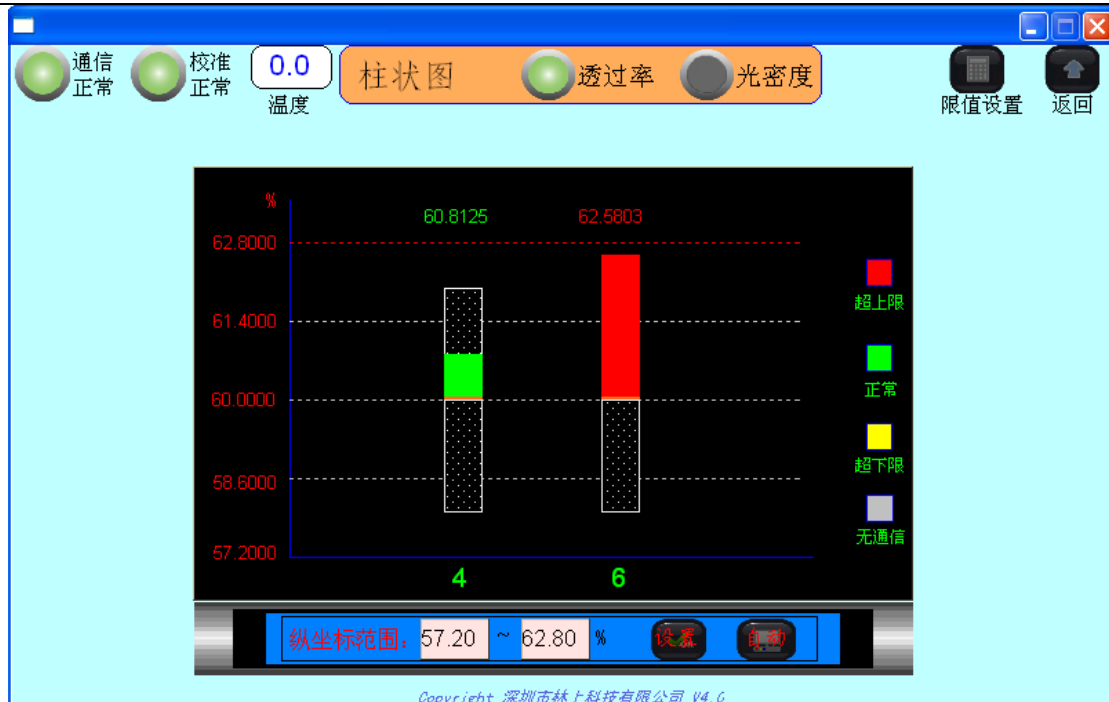 通信正常
校准正常
0.0
温度
柱状图
透过率
光密度
限值设置
返回
%
60.8125
62.5803
62.8000
61.4000
60.0000
58.6000
57.2000
超上限
正常
超下限
无通信
4
6
纵坐标范围: 57.20 ~ 62.80 % 设置 自动
Copyright 深圳市林上科技有限公司